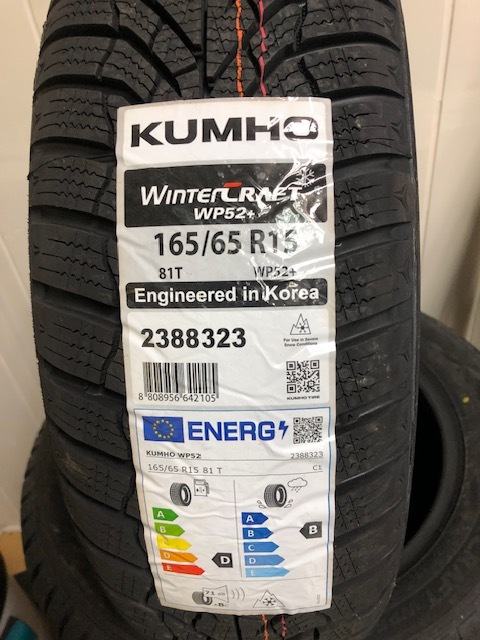 KUMHO
WINTERCRAFT
WP52+
165/65 R15
81T WP52+
Engineered in Korea
2388323
For Use in Severe
Snow Conditions
8 808956 642105
KUMHO TIRE
ENERG
KUMHO WP52 2388323
165/65 R15 81 T C1
A A
B B B
C C
D D D
E E
71
B